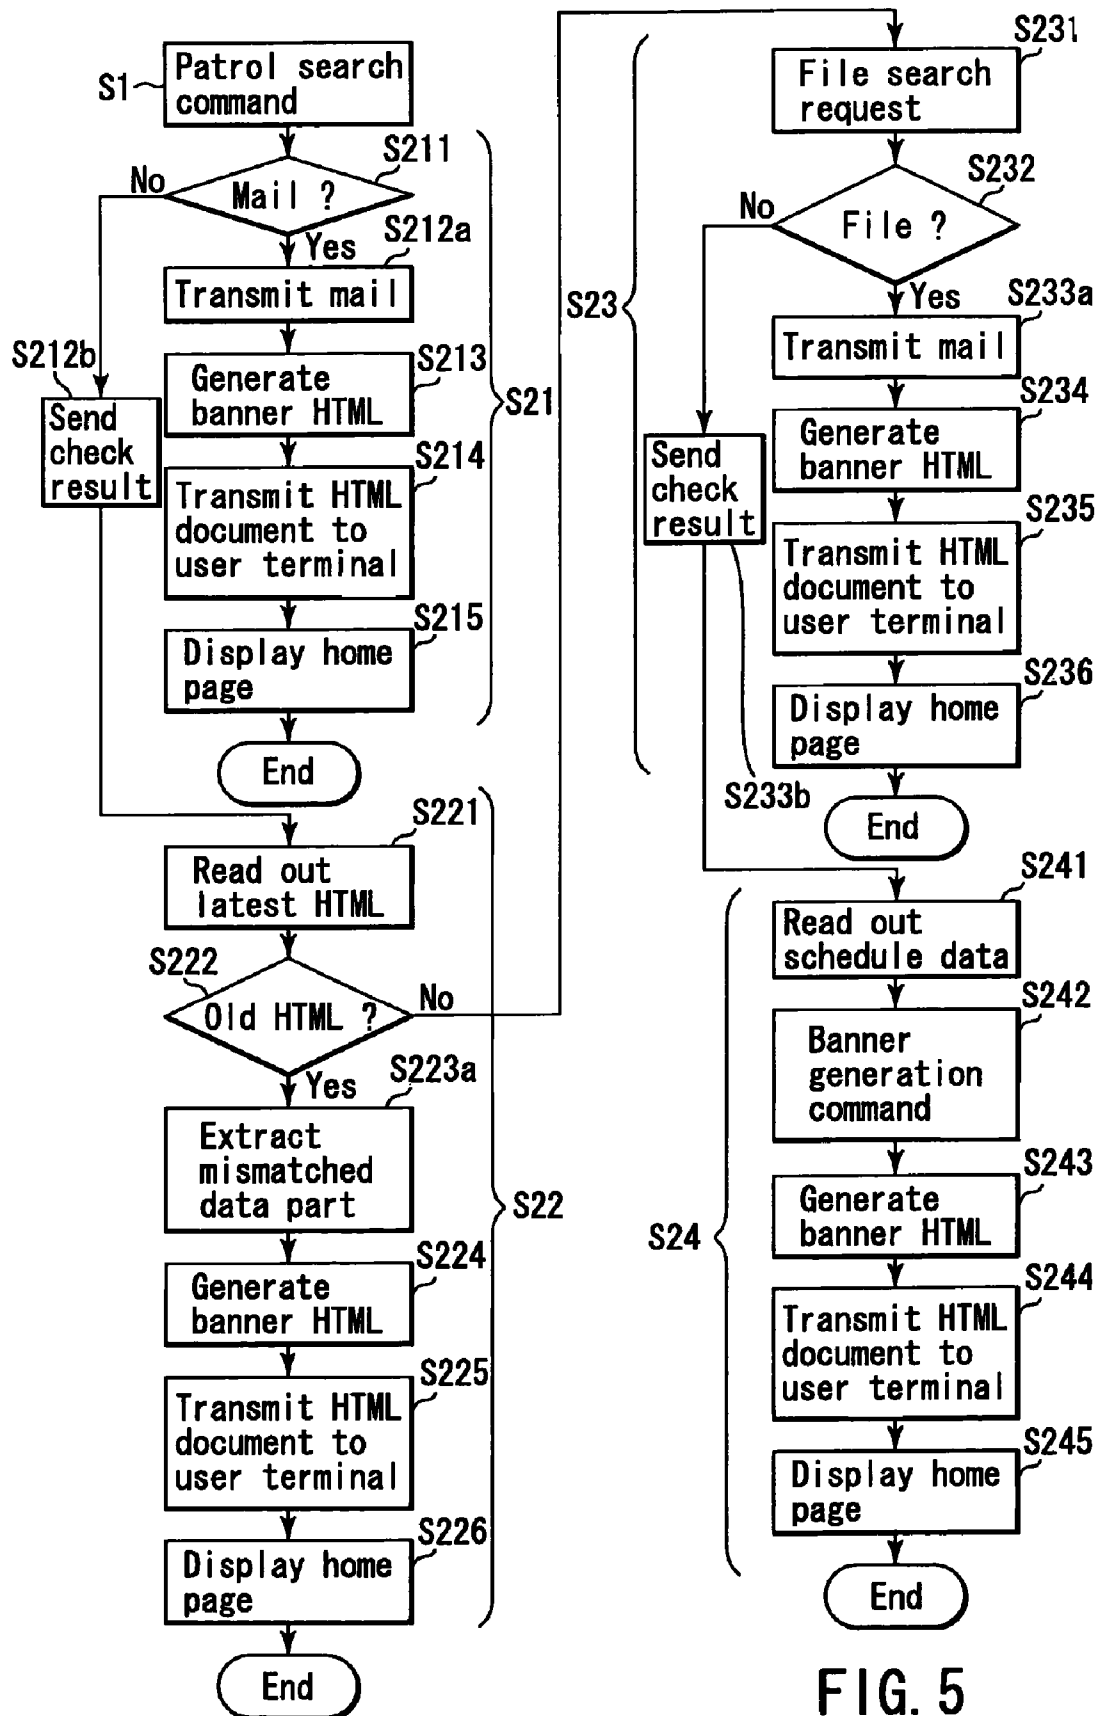 S1
Patrol search
command
S211
No
Mail ?
Yes
S212a
Transmit mail
S212b
Send
check
result
S213
Generate
banner HTML
S214
Transmit HTML
document to
user terminal
S215
Display home
page
End
S21
S221
Read out
latest HTML
S222
Old HTML ?
No
Yes
S223a
Extract
mismatched
data part
S224
Generate
banner HTML
S225
Transmit HTML
document to
user terminal
S226
Display home
page
End
S22
S231
File search
request
S232
No
File ?
Yes
S233a
Transmit mail
S23
Send
check
result
S233b
S234
Generate
banner HTML
S235
Transmit HTML
document to
user terminal
S236
Display home
page
End
S241
Read out
schedule data
S242
Banner
generation
command
S243
Generate
banner HTML
S24
S244
Transmit HTML
document to
user terminal
S245
Display home
page
End
FIG. 5